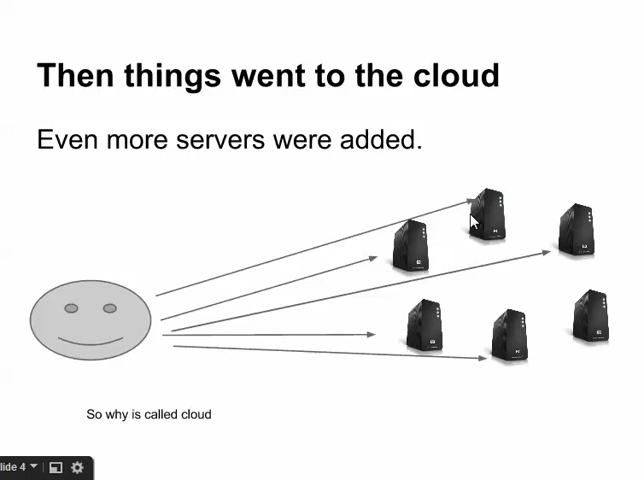 Then things went to the cloud
Even more servers were added.
So why is called cloud
lide 4